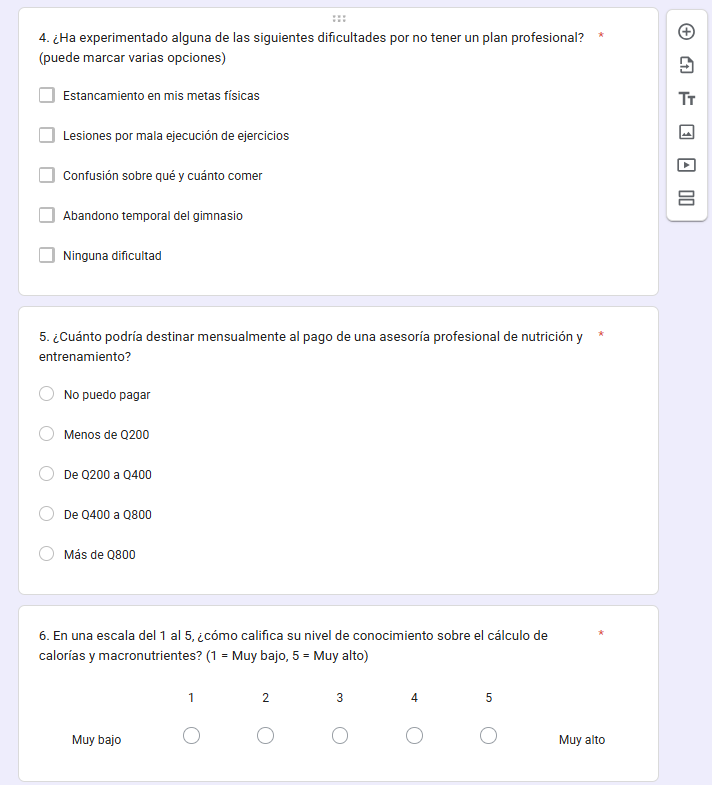 4. ¿Ha experimentado alguna de las siguientes dificultades por no tener un plan profesional? *
(puede marcar varias opciones)
Estancamiento en mis metas físicas
Lesiones por mala ejecución de ejercicios
Confusión sobre qué y cuánto comer
Abandono temporal del gimnasio
Ninguna dificultad
5. ¿Cuánto podría destinar mensualmente al pago de una asesoría profesional de nutrición y *
entrenamiento?
No puedo pagar
Menos de Q200
De Q200 a Q400
De Q400 a Q800
Más de Q800
6. En una escala del 1 al 5, ¿cómo califica su nivel de conocimiento sobre el cálculo de *
calorías y macronutrientes? (1 = Muy bajo, 5 = Muy alto)
1 2 3 4 5
Muy bajo Muy alto
Tт